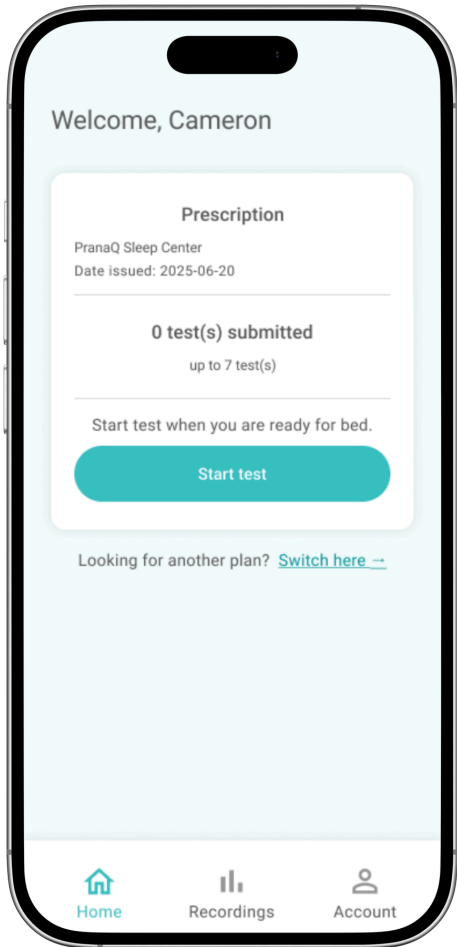 Welcome, Cameron
Prescription
PranaQ Sleep Center
Date issued: 2025-06-20
0 test(s) submitted
up to 7 test(s)
Start test when you are ready for bed.
Start test
Looking for another plan? Switch here →
Home Recordings Account